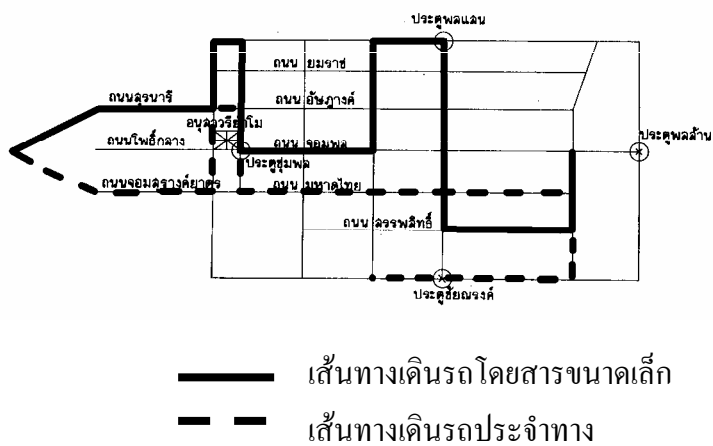 ประตูพลแสน
ถนน ยมราช
ถนนสุรนารี
ถนน อัษฎางค์
อนุสาวรีย์ย่าโม
ถนนโพธิ์กลาง
ถนน จอมพล
ประตูพลล้าน
ประตูชุมพล
ถนนจอมสุรางค์ยาตร
ถนน มหาดไทย
ถนน สรรพสิทธิ์
ประตูชัยณรงค์
เส้นทางเดินรถโดยสารขนาดเล็ก
เส้นทางเดินรถประจำทาง